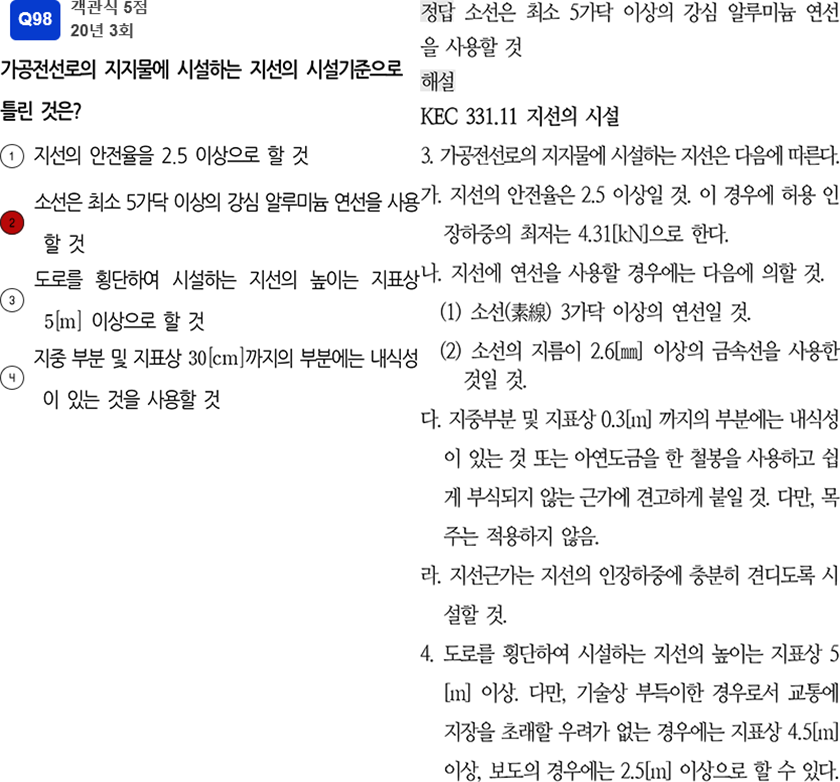 Q98
객관식 5점
20년 3회
가공전선로의 지지물에 시설하는 지선의 시설기준으로
틀린 것은?
1 지선의 안전율을 2.5 이상으로 할 것
2 소선은 최소 5가닥 이상의 강심 알루미늄 연선을 사용
할 것
3 도로를 횡단하여 시설하는 지선의 높이는 지표상
5[m] 이상으로 할 것
4 지중 부분 및 지표상 30[cm]까지의 부분에는 내식성
이 있는 것을 사용할 것
정답 소선은 최소 5가닥 이상의 강심 알루미늄 연선
을 사용할 것
해설
KEC 331.11 지선의 시설
3. 가공전선로의 지지물에 시설하는 지선은 다음에 따른다.
가. 지선의 안전율은 2.5 이상일 것. 이 경우에 허용 인
장하중의 최저는 4.31[kN]으로 한다.
나. 지선에 연선을 사용할 경우에는 다음에 의할 것.
(1) 소선(素線) 3가닥 이상의 연선일 것.
(2) 소선의 지름이 2.6[㎜] 이상의 금속선을 사용한
것일 것.
다. 지중부분 및 지표상 0.3[m] 까지의 부분에는 내식성
이 있는 것 또는 아연도금을 한 철봉을 사용하고 쉽
게 부식되지 않는 근가에 견고하게 붙일 것. 다만, 목
주는 적용하지 않음.
라. 지선근가는 지선의 인장하중에 충분히 견디도록 시
설할 것.
4. 도로를 횡단하여 시설하는 지선의 높이는 지표상 5
[m] 이상. 다만, 기술상 부득이한 경우로서 교통에
지장을 초래할 우려가 없는 경우에는 지표상 4.5[m]
이상, 보도의 경우에는 2.5[m] 이상으로 할 수 있다.